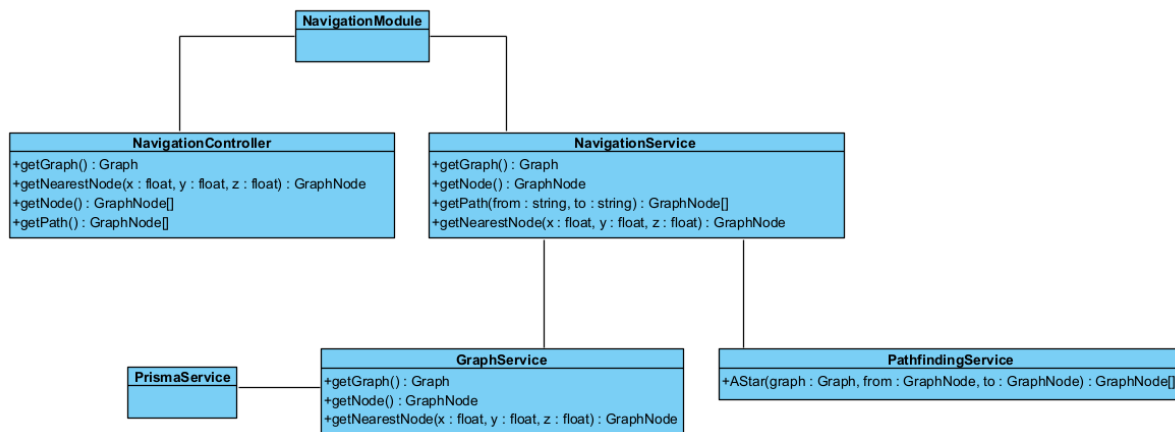 NavigationModule
NavigationController
+getGraph() : Graph
+getNearestNode(x : float, y : float, z : float) : GraphNode
+getNode() : GraphNode[]
+getPath() : GraphNode[]
NavigationService
+getGraph() : Graph
+getNode() : GraphNode
+getPath(from : string, to : string) : GraphNode[]
+getNearestNode(x : float, y : float, z : float) : GraphNode
PrismaService
GraphService
+getGraph() : Graph
+getNode() : GraphNode
+getNearestNode(x : float, y : float, z : float) : GraphNode
PathfindingService
+AStar(graph : Graph, from : GraphNode, to : GraphNode) : GraphNode[]